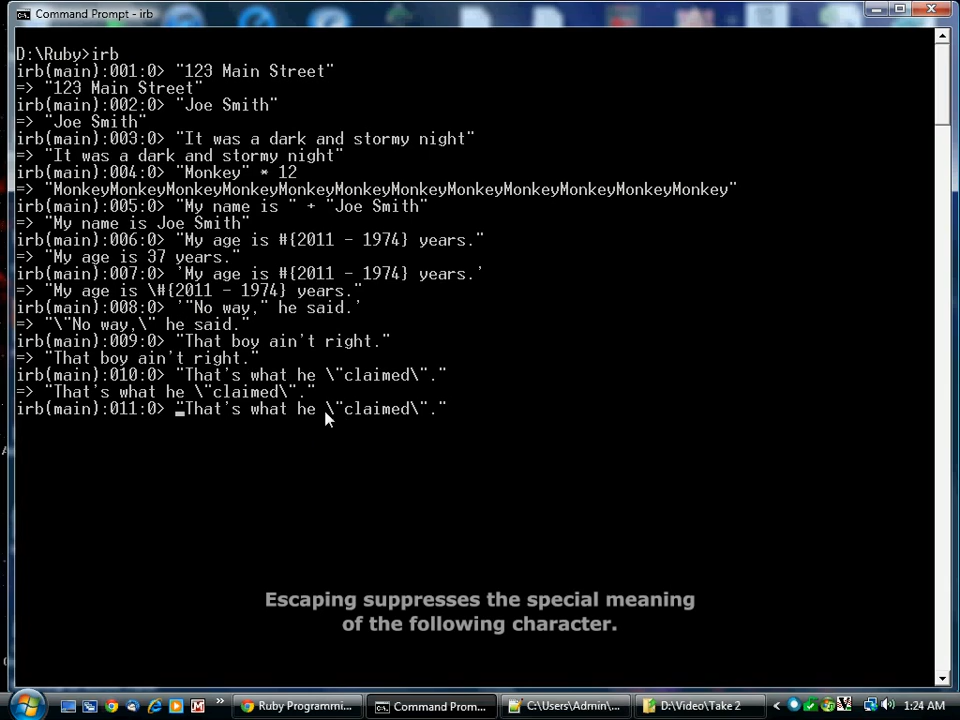 Command Prompt - irb
D:\Ruby>irb
irb(main):001:0> "123 Main Street"
=> "123 Main Street"
irb(main):002:0> "Joe Smith"
=> "Joe Smith"
irb(main):003:0> "It was a dark and stormy night"
=> "It was a dark and stormy night"
irb(main):004:0> "Monkey" * 12
=> "MonkeyMonkeyMonkeyMonkeyMonkeyMonkeyMonkeyMonkeyMonkeyMonkeyMonkeyMonkey"
irb(main):005:0> "My name is " + "Joe Smith"
=> "My name is Joe Smith"
irb(main):006:0> "My age is #{2011 - 1974} years."
=> "My age is 37 years."
irb(main):007:0> 'My age is #{2011 - 1974} years.'
=> "My age is \#{2011 - 1974} years."
irb(main):008:0> '"No way," he said.'
=> "\"No way,\" he said."
irb(main):009:0> "That boy ain't right."
=> "That boy ain't right."
irb(main):010:0> "That's what he \"claimed\"."
=> "That's what he \"claimed\"."
irb(main):011:0> "That's what he \"claimed\"."
Escaping suppresses the special meaning
of the following character.
Ruby Programmi... Command Prom... C:\Users\Admin\... D:\Video\Take 2 1:24 AM